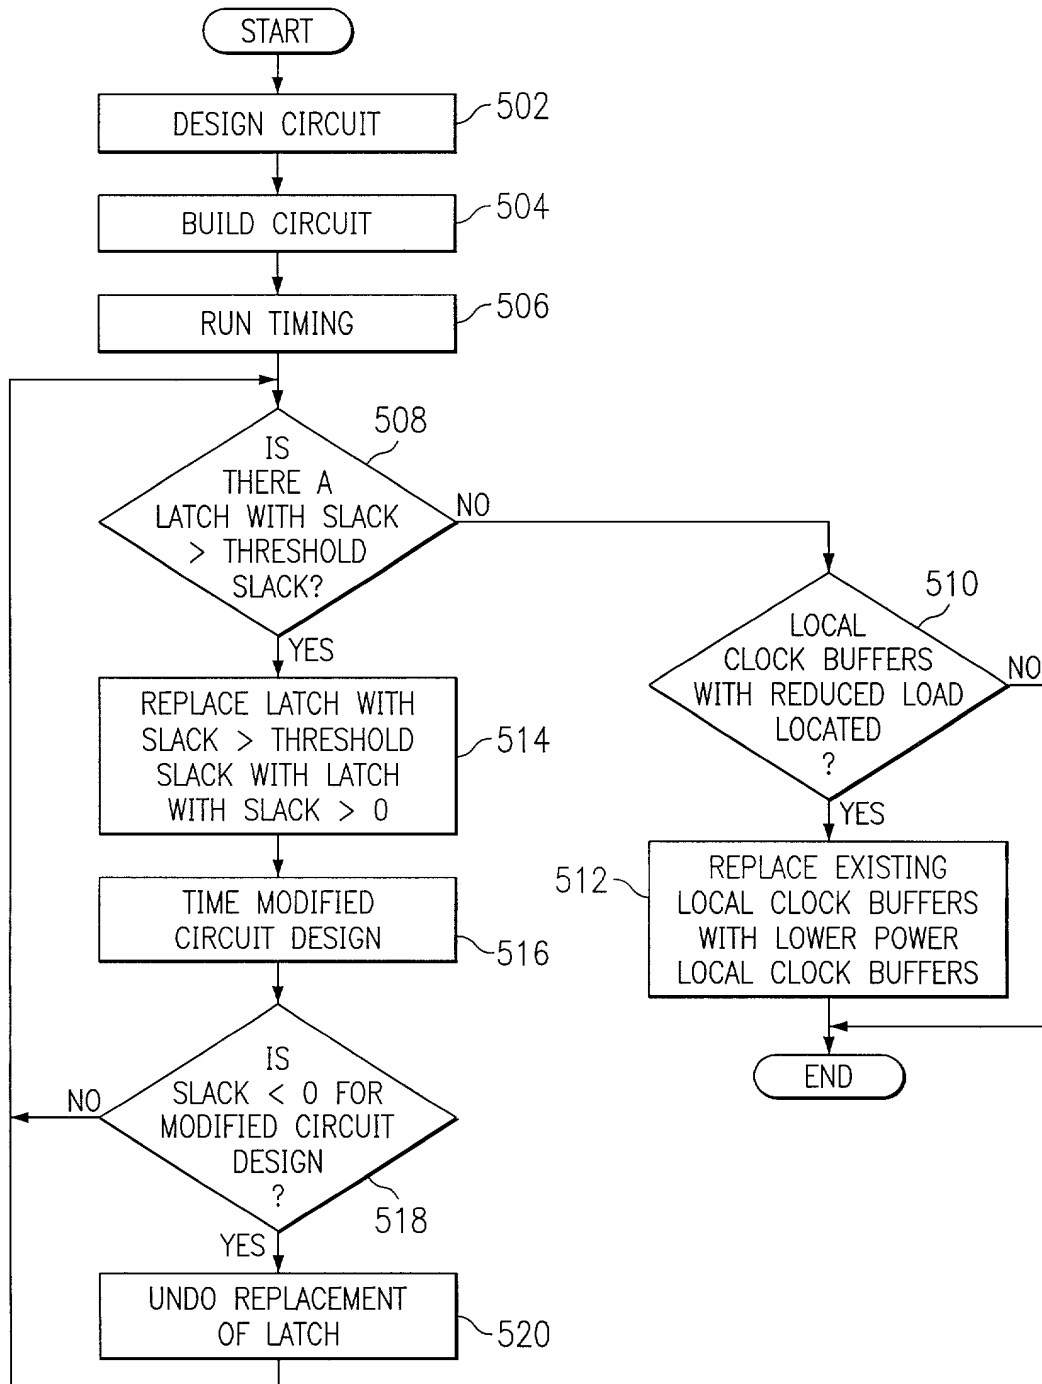 START
DESIGN CIRCUIT
502
BUILD CIRCUIT
504
RUN TIMING
506
508
IS
THERE A
LATCH WITH SLACK
> THRESHOLD
SLACK?
NO
YES
510
LOCAL
CLOCK BUFFERS
WITH REDUCED LOAD
LOCATED
?
NO
YES
REPLACE LATCH WITH
SLACK > THRESHOLD
SLACK WITH LATCH
WITH SLACK > 0
514
512
REPLACE EXISTING
LOCAL CLOCK BUFFERS
WITH LOWER POWER
LOCAL CLOCK BUFFERS
END
TIME MODIFIED
CIRCUIT DESIGN
516
IS
SLACK < 0 FOR
MODIFIED CIRCUIT
DESIGN
?
NO
518
YES
UNDO REPLACEMENT
OF LATCH
520